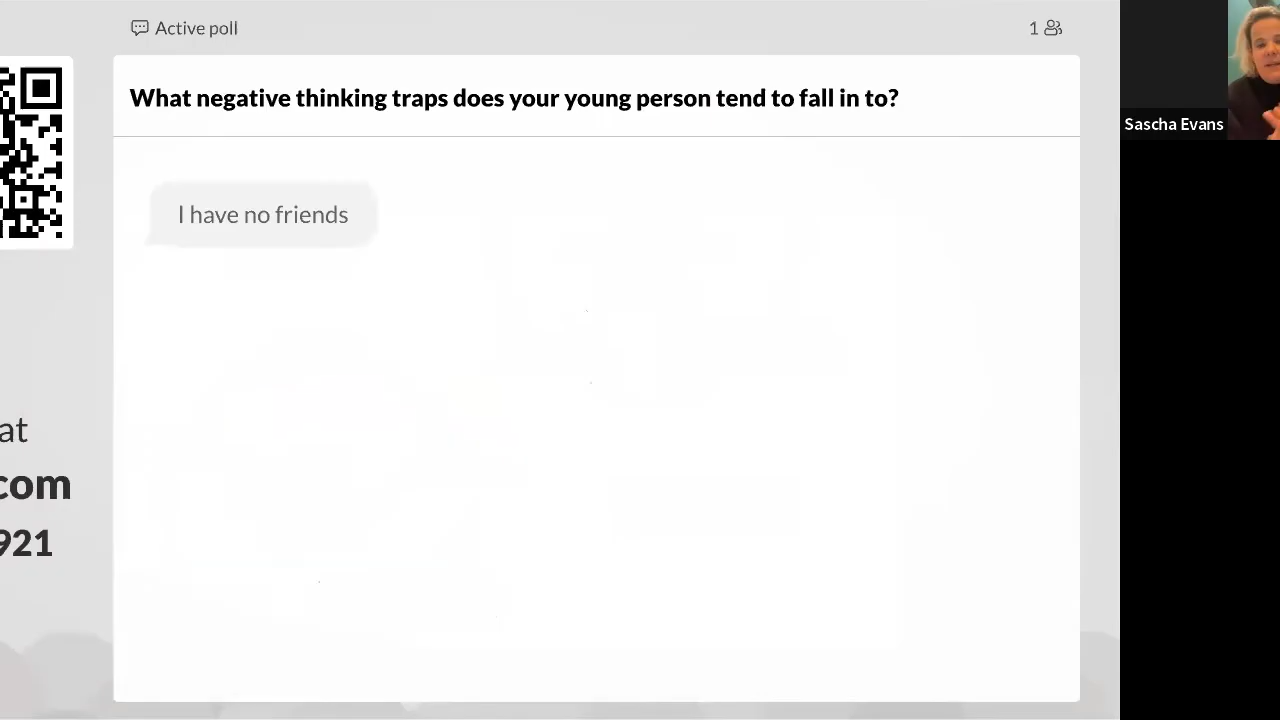 Active poll
1
What negative thinking traps does your young person tend to fall in to?
Sascha Evans
I have no friends
at
com
921